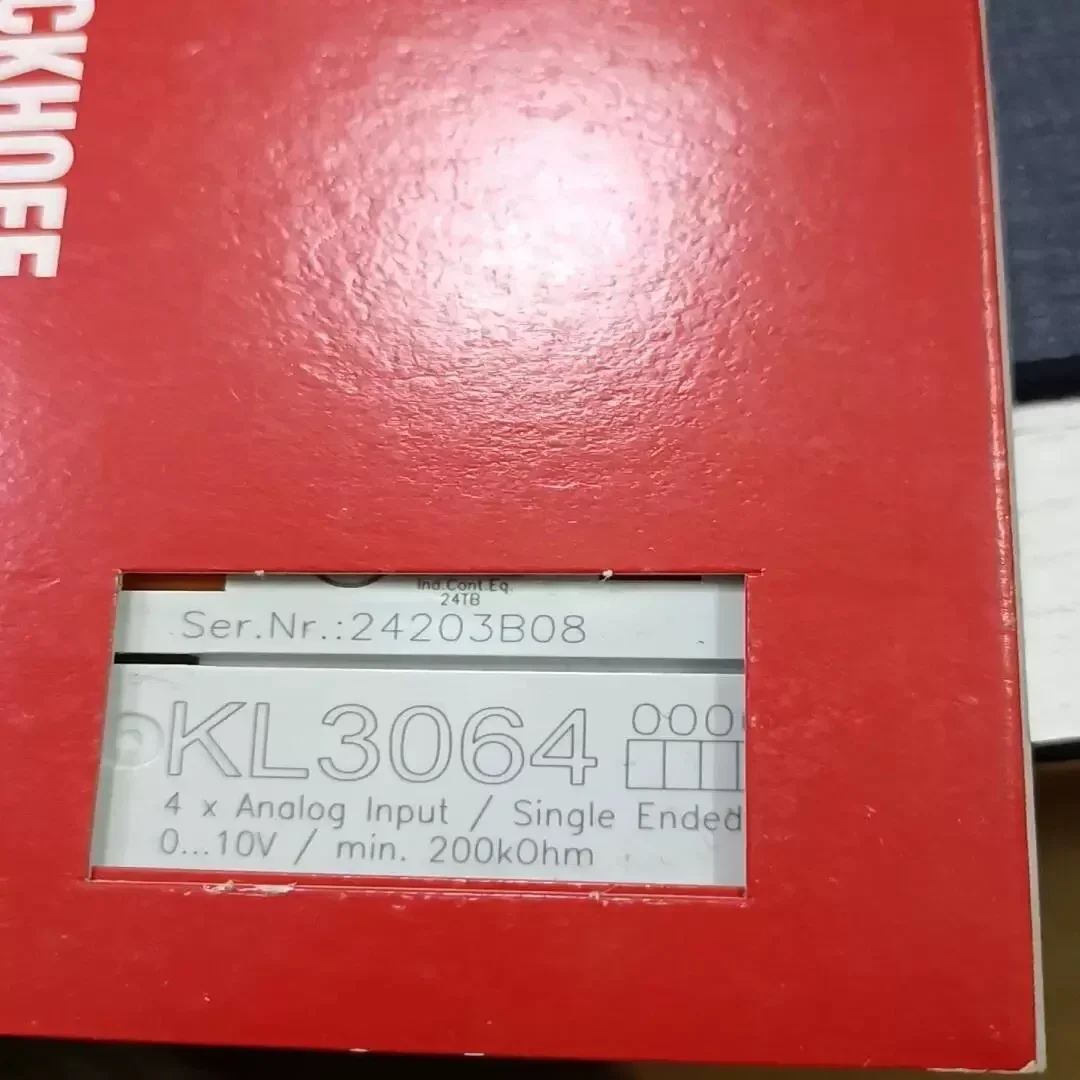 CKHOFF
Ind.Cont.Eq.
24TB
Ser.Nr.:24203B08
KL3064
4 x Analog Input / Single Ended
0...10V / min. 200kOhm